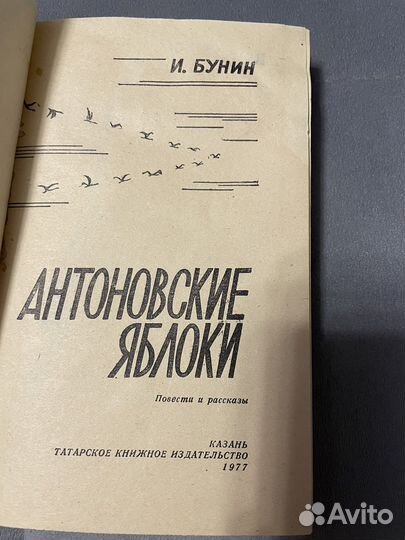 И. БУНИН
АНТОНОВСКИЕ
ЯБЛОКИ
Повести и рассказы
КАЗАНЬ
ТАТАРСКОЕ КНИЖНОЕ ИЗДАТЕЛЬСТВО
1977
Avito